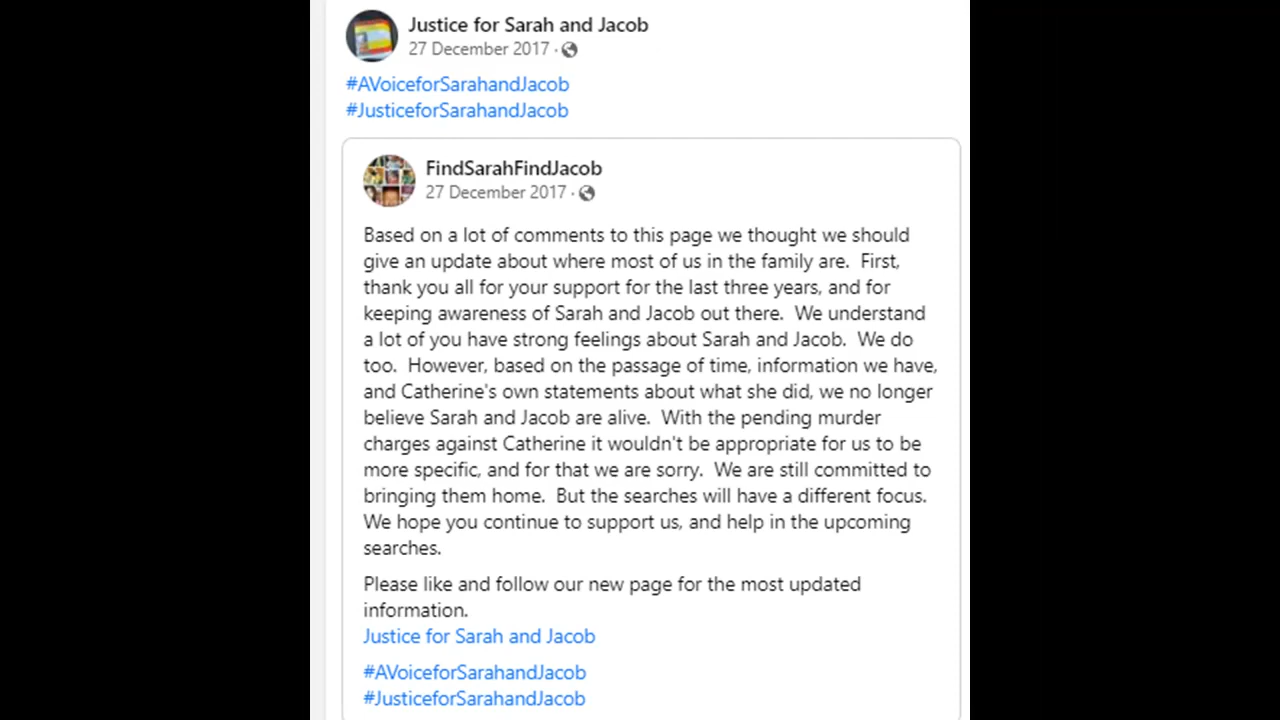 Justice for Sarah and Jacob
27 December 2017 ·
#AVoiceforSarahandJacob
#JusticeforSarahandJacob
FindSarahFindJacob
27 December 2017 ·
Based on a lot of comments to this page we thought we should
give an update about where most of us in the family are.  First,
thank you all for your support for the last three years, and for
keeping awareness of Sarah and Jacob out there.  We understand
a lot of you have strong feelings about Sarah and Jacob.  We do
too.  However, based on the passage of time, information we have,
and Catherine's own statements about what she did, we no longer
believe Sarah and Jacob are alive.  With the pending murder
charges against Catherine it wouldn't be appropriate for us to be
more specific, and for that we are sorry.  We are still committed to
bringing them home.  But the searches will have a different focus.
We hope you continue to support us, and help in the upcoming
searches.
Please like and follow our new page for the most updated
information.
Justice for Sarah and Jacob
#AVoiceforSarahandJacob
#JusticeforSarahandJacob